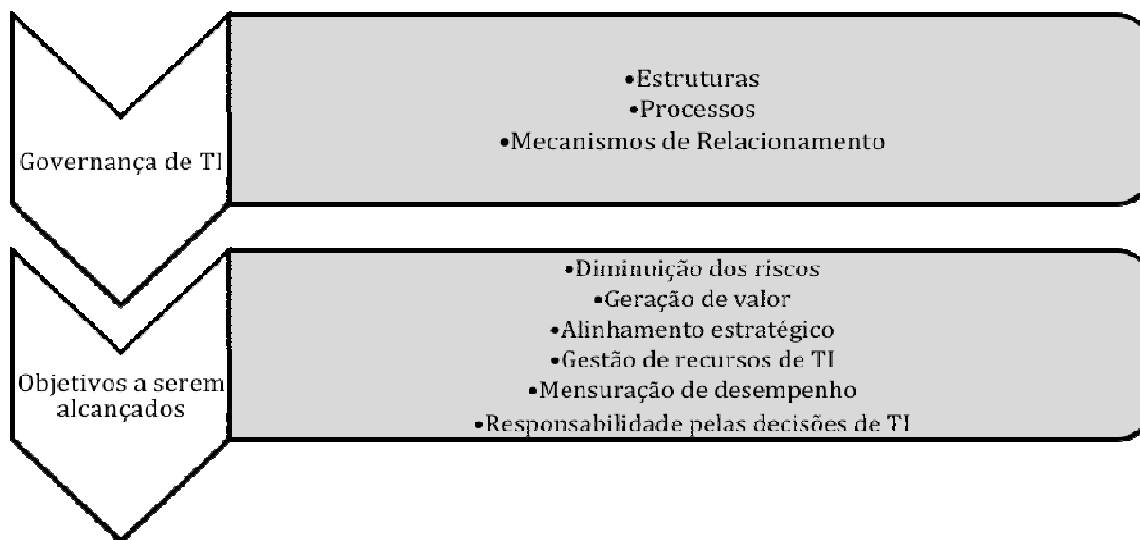 Governança de TI
•Estruturas
•Processos
•Mecanismos de Relacionamento
Objetivos a serem
alcançados
•Diminuição dos riscos
•Geração de valor
•Alinhamento estratégico
•Gestão de recursos de TI
•Mensuração de desempenho
•Responsabilidade pelas decisões de TI